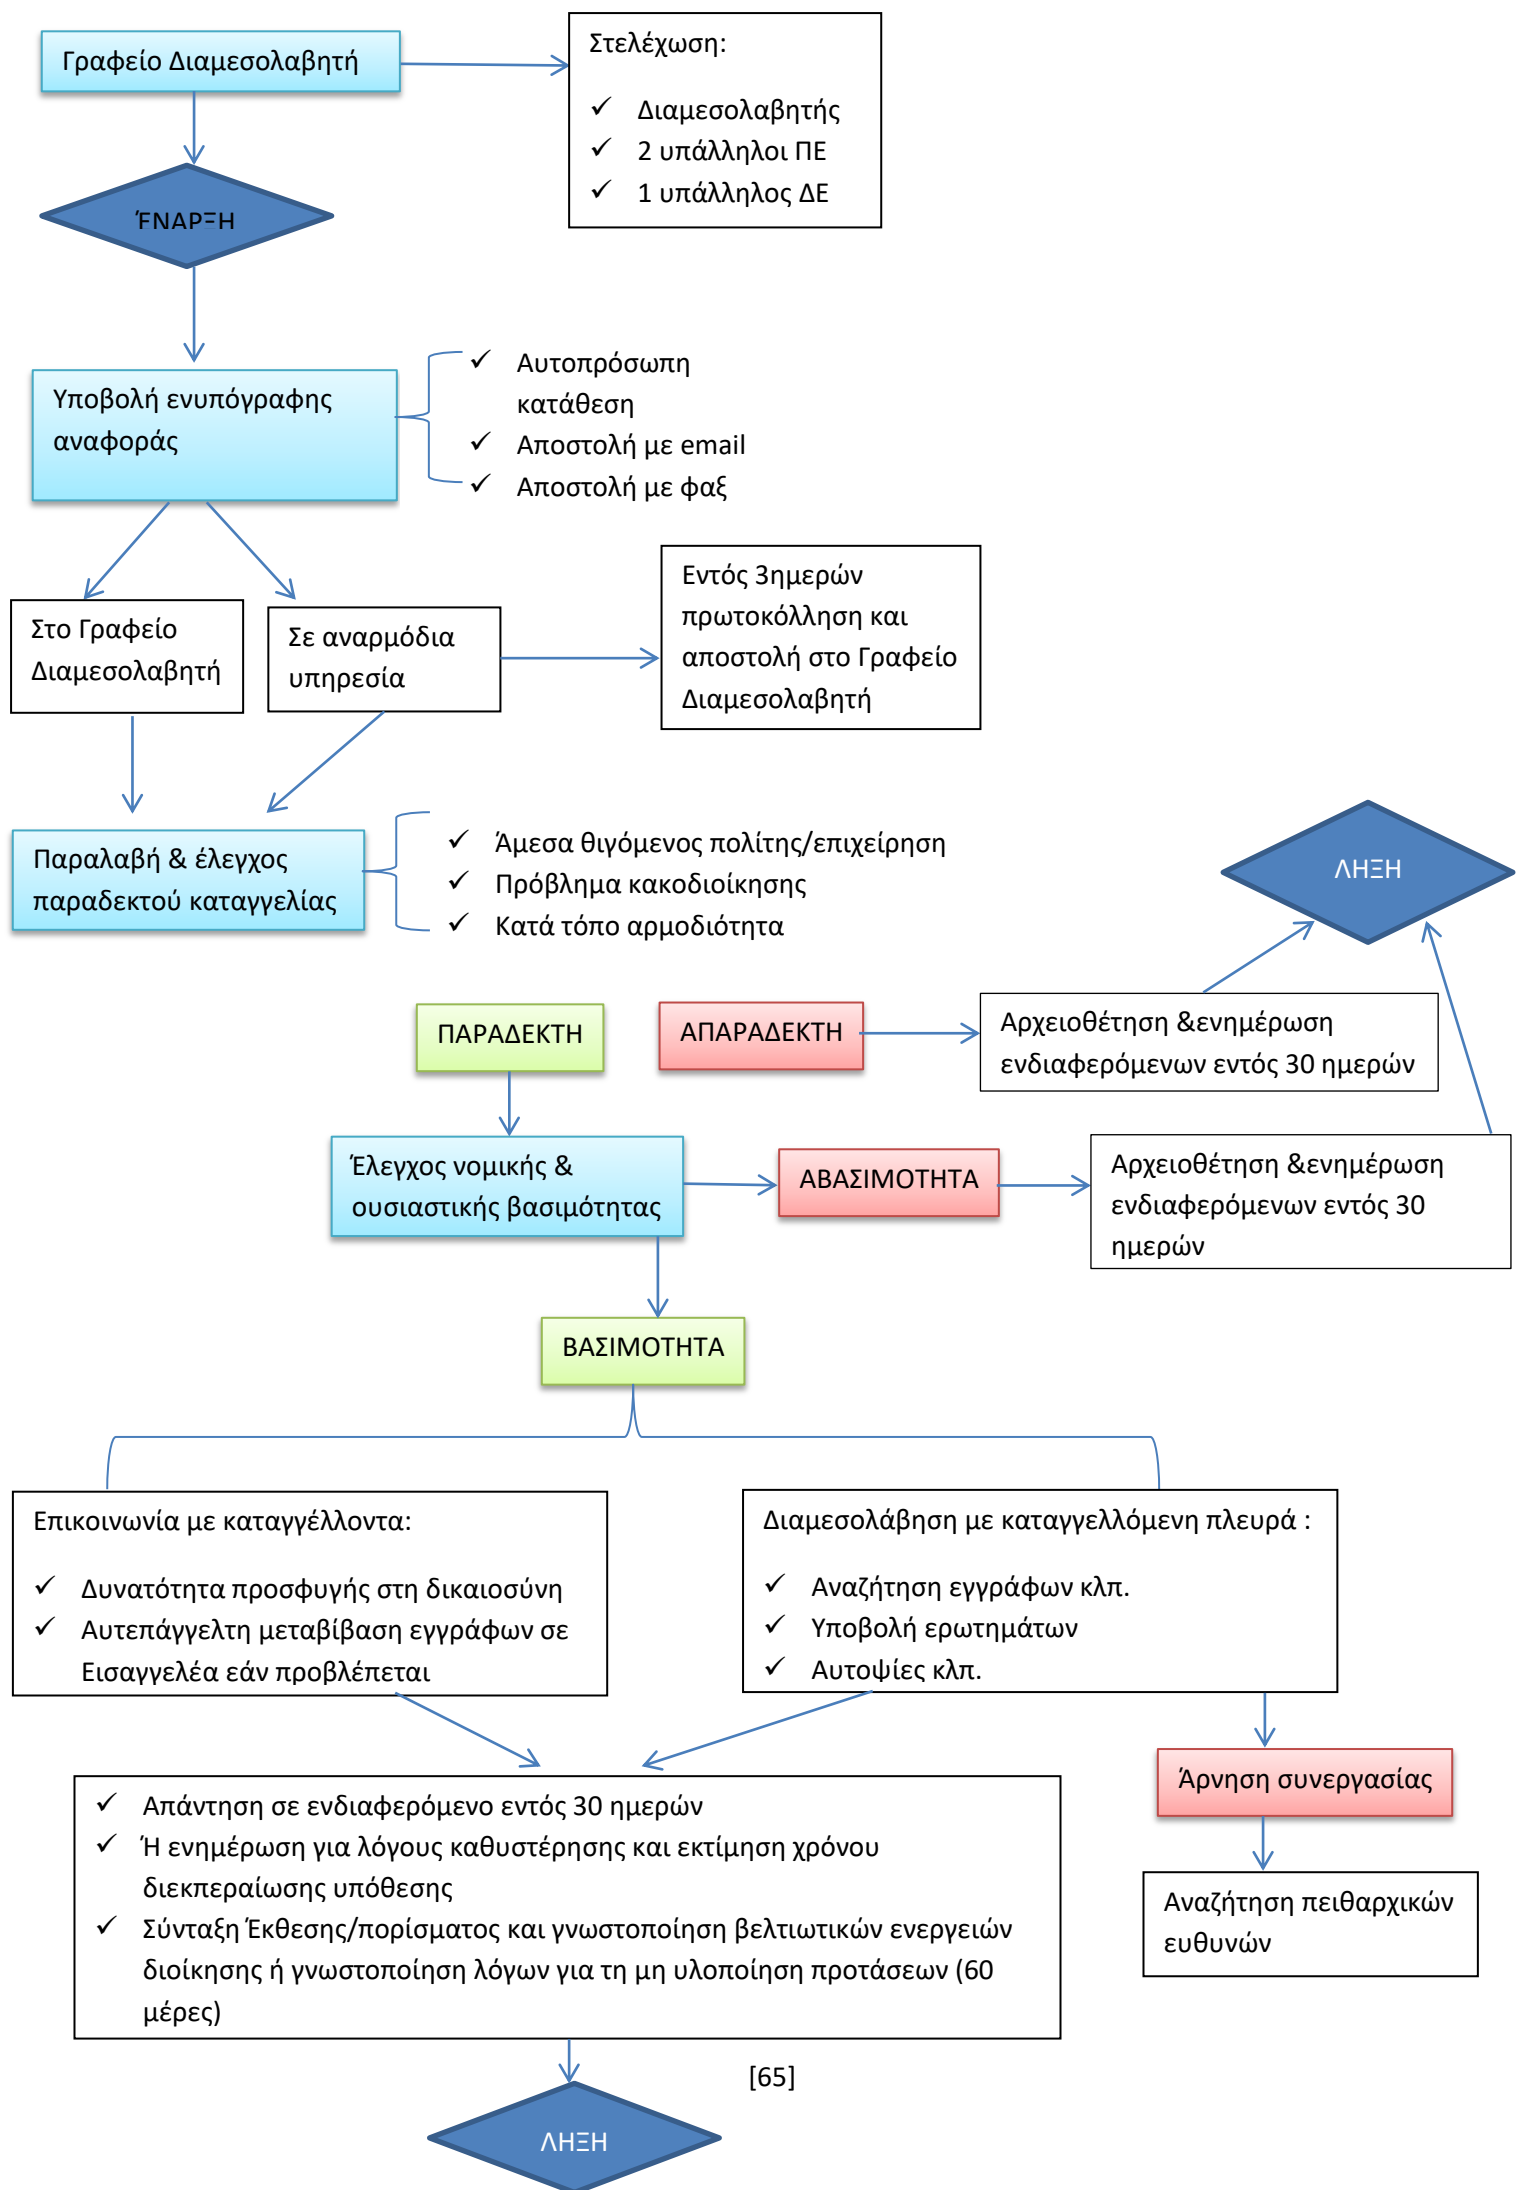 Γραφείο Διαμεσολαβητή
Στελέχωση:
✓ Διαμεσολαβητής
✓ 2 υπάλληλοι ΠΕ
✓ 1 υπάλληλος ΔΕ
ΈΝΑΡΞΗ
Υποβολή ενυπόγραφης
αναφοράς
✓ Αυτοπρόσωπη
κατάθεση
✓ Αποστολή με email
✓ Αποστολή με φαξ
Στο Γραφείο
Διαμεσολαβητή
Σε αναρμόδια
υπηρεσία
Εντός 3ημερών
πρωτοκόλληση και
αποστολή στο Γραφείο
Διαμεσολαβητή
Παραλαβή & έλεγχος
παραδεκτού καταγγελίας
✓ Άμεσα θιγόμενος πολίτης/επιχείρηση
✓ Πρόβλημα κακοδιοίκησης
✓ Κατά τόπο αρμοδιότητα
ΛΗΞΗ
ΠΑΡΑΔΕΚΤΗ
ΑΠΑΡΑΔΕΚΤΗ
Αρχειοθέτηση &ενημέρωση
ενδιαφερόμενων εντός 30 ημερών
Έλεγχος νομικής &
ουσιαστικής βασιμότητας
ΑΒΑΣΙΜΟΤΗΤΑ
Αρχειοθέτηση &ενημέρωση
ενδιαφερόμενων εντός 30
ημερών
ΒΑΣΙΜΟΤΗΤΑ
Επικοινωνία με καταγγέλλοντα:
✓ Δυνατότητα προσφυγής στη δικαιοσύνη
✓ Αυτεπάγγελτη μεταβίβαση εγγράφων σε
Εισαγγελέα εάν προβλέπεται
Διαμεσολάβηση με καταγγελλόμενη πλευρά :
✓ Αναζήτηση εγγράφων κλπ.
✓ Υποβολή ερωτημάτων
✓ Αυτοψίες κλπ.
Άρνηση συνεργασίας
Αναζήτηση πειθαρχικών
ευθυνών
✓ Απάντηση σε ενδιαφερόμενο εντός 30 ημερών
✓ Ή ενημέρωση για λόγους καθυστέρησης και εκτίμηση χρόνου
διεκπεραίωσης υπόθεσης
✓ Σύνταξη Έκθεσης/πορίσματος και γνωστοποίηση βελτιωτικών ενεργειών
διοίκησης ή γνωστοποίηση λόγων για τη μη υλοποίηση προτάσεων (60
μέρες)
[65]
ΛΗΞΗ